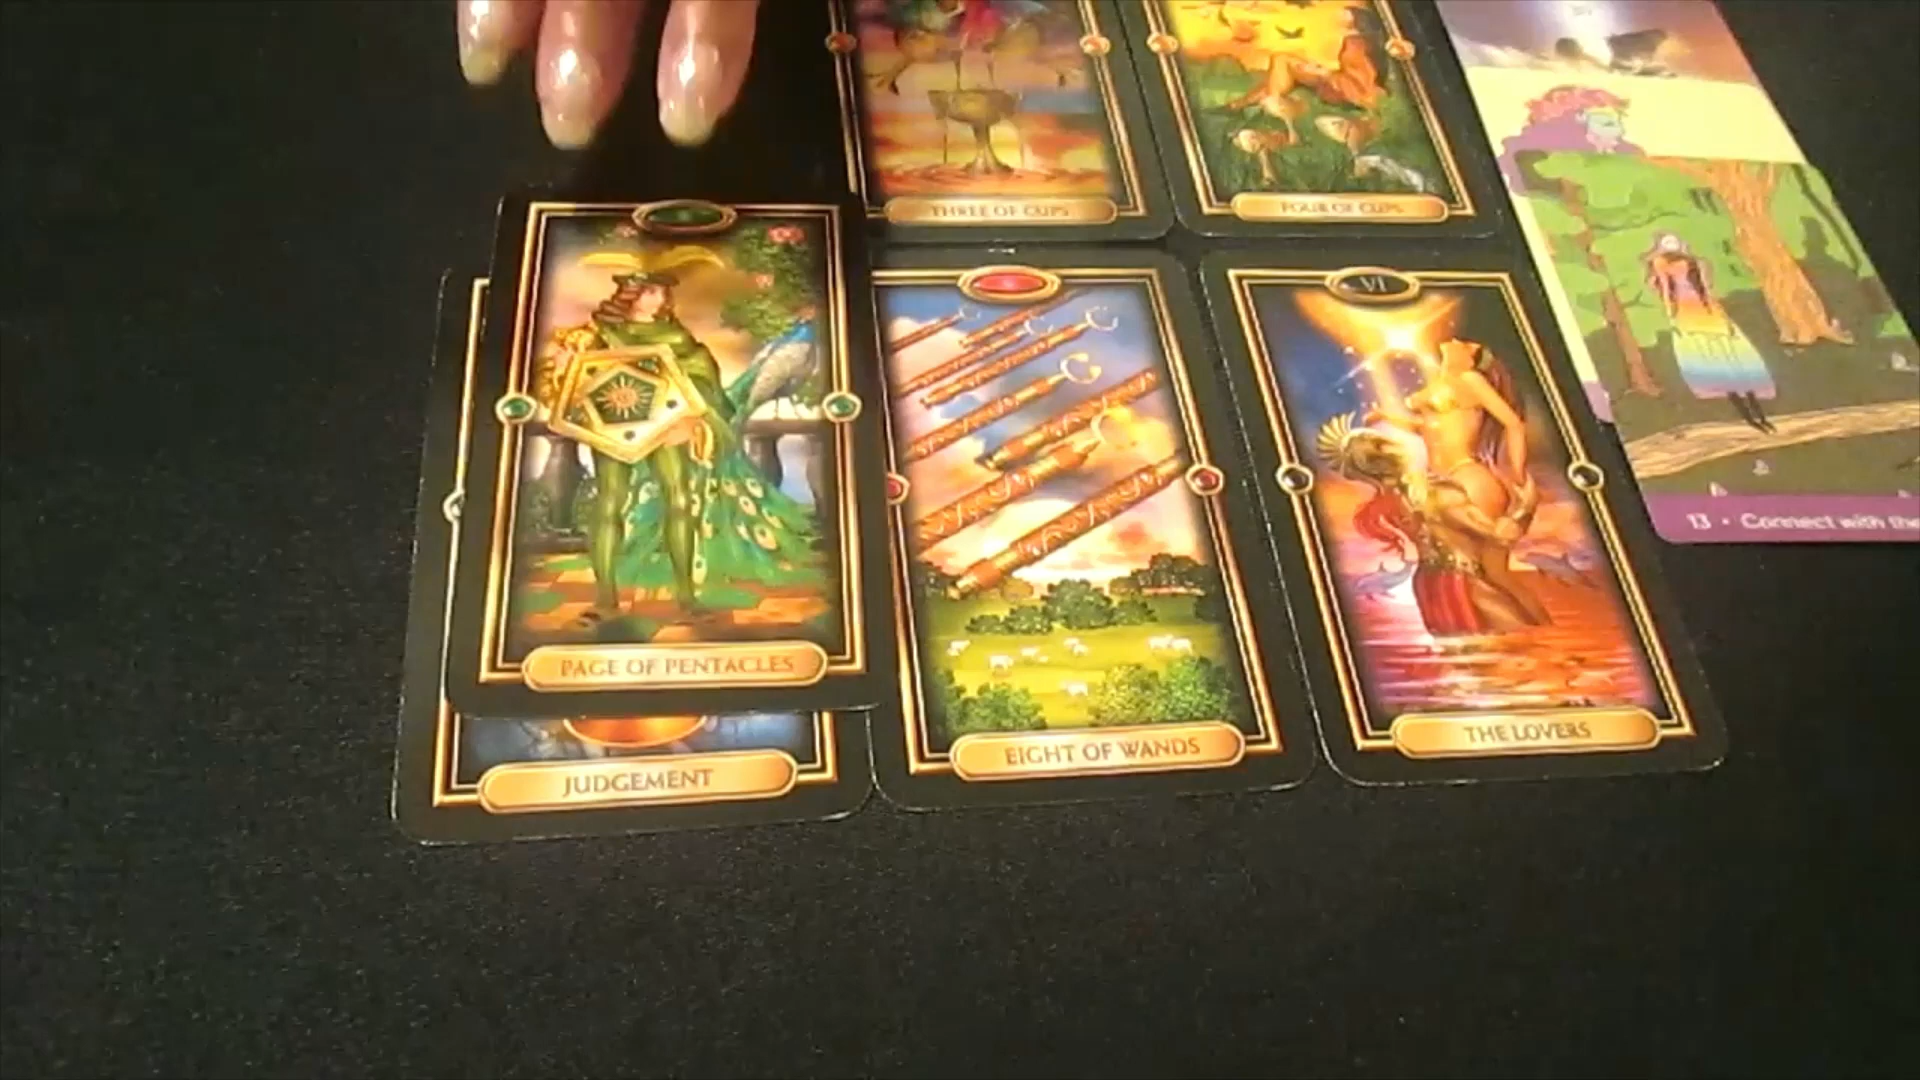 THREE OF CUPS
FOUR OF CUPS
VI
13 • Connect with the
PAGE OF PENTACLES
EIGHT OF WANDS
THE LOVERS
JUDGEMENT